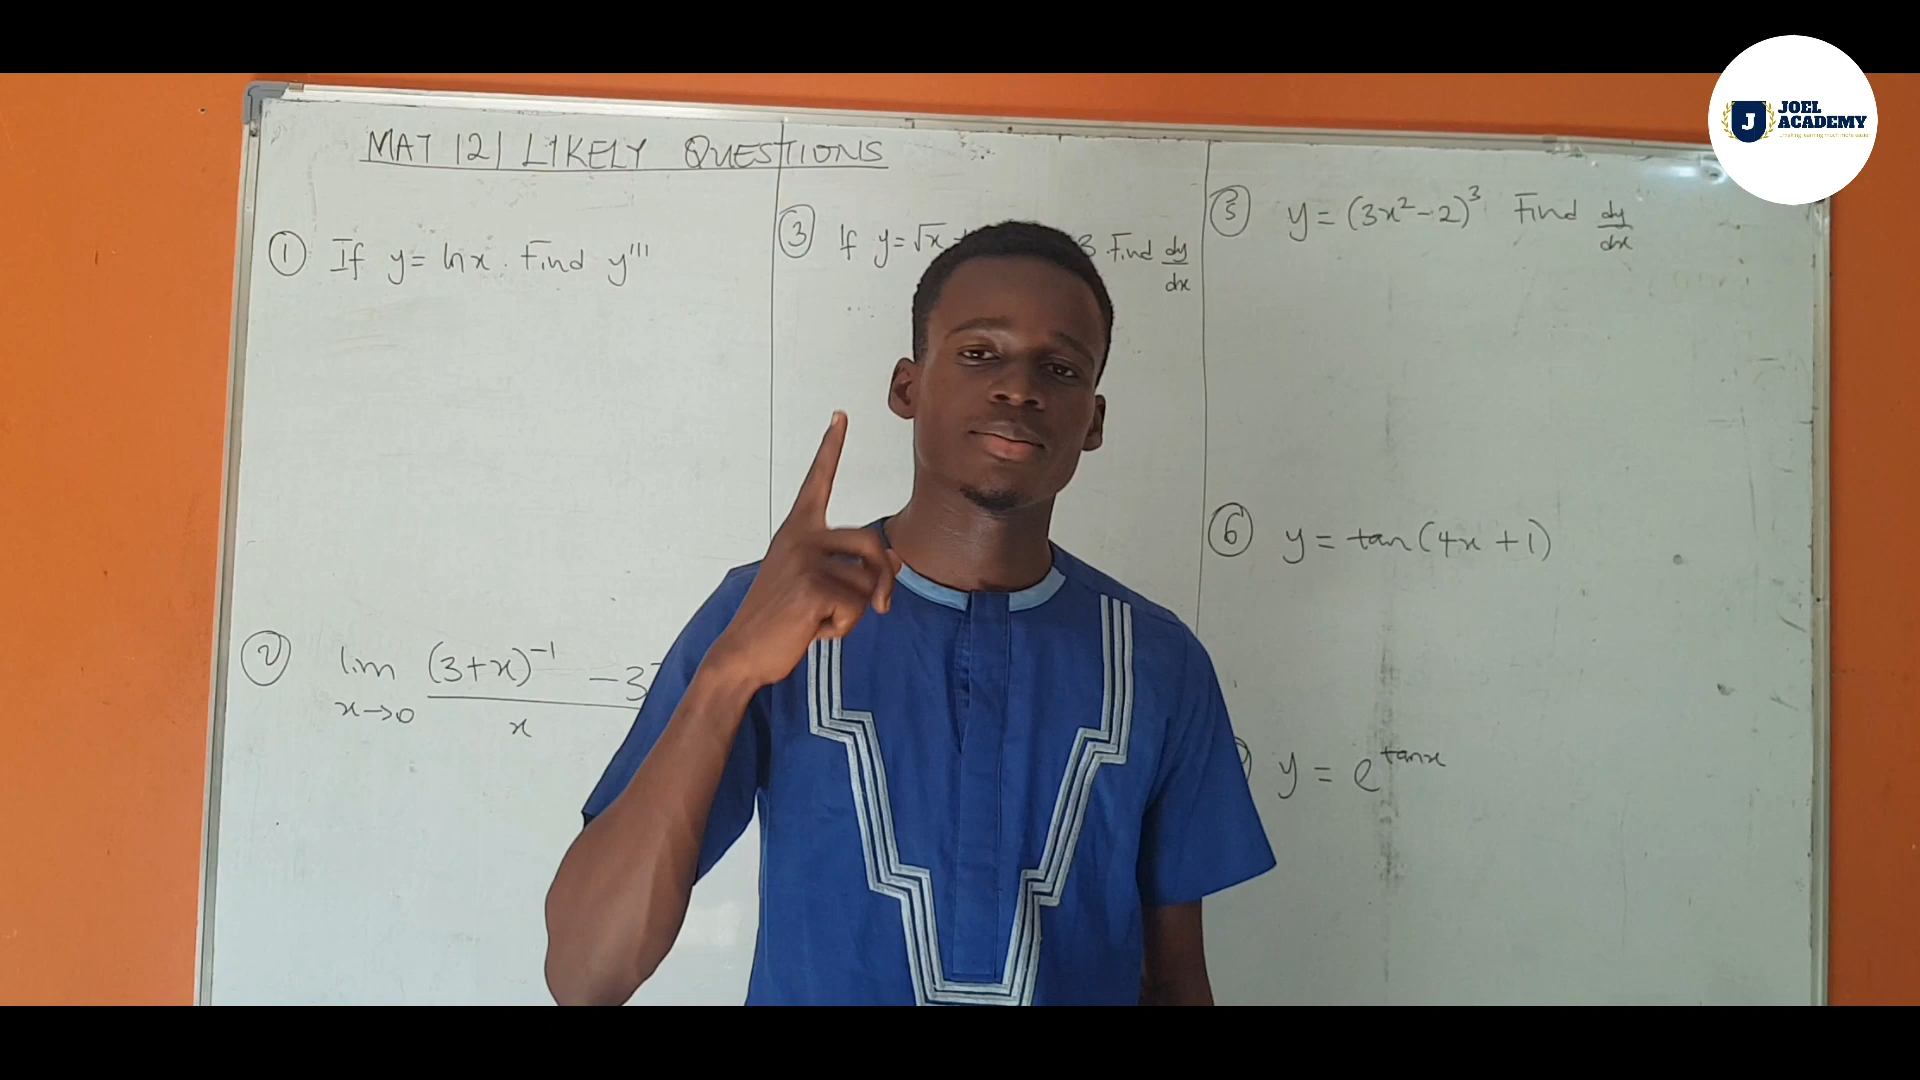 JOEL
ACADEMY
J
MAT 121 LIKELY QUESTIONS
① If y = ln x. Find y'''
② lim (3+x)⁻¹ - 3
x→0 x
③ If y = √x 3 Find dy
dx
⑤ y = (3x² - 2)³ Find dy
dx
⑥ y = tan(4x + 1)
y = e^tanx